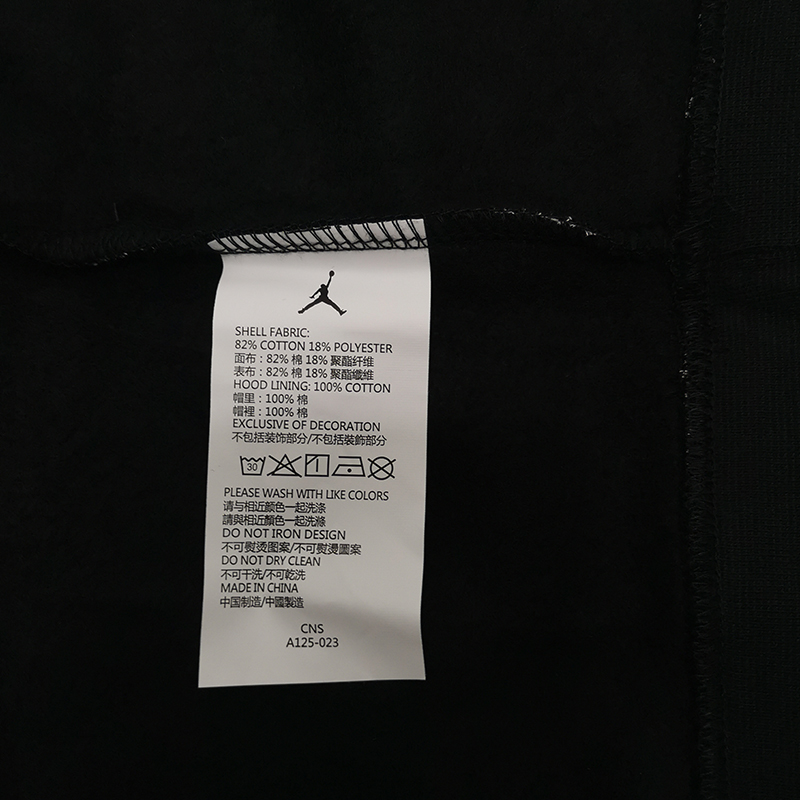 SHELL FABRIC:
82% COTTON 18% POLYESTER
面布：82% 棉 18% 聚酯纤维
表布：82% 棉 18% 聚酯纖維
HOOD LINING: 100% COTTON
帽里：100% 棉
帽裡：100% 棉
EXCLUSIVE OF DECORATION
不包括装饰部分/不包括裝飾部分
30
PLEASE WASH WITH LIKE COLORS
请与相近颜色一起洗涤
請與相近顏色一起洗滌
DO NOT IRON DESIGN
不可熨烫图案/不可熨燙圖案
DO NOT DRY CLEAN
不可干洗/不可乾洗
MADE IN CHINA
中国制造/中國製造
CNS
A125-023